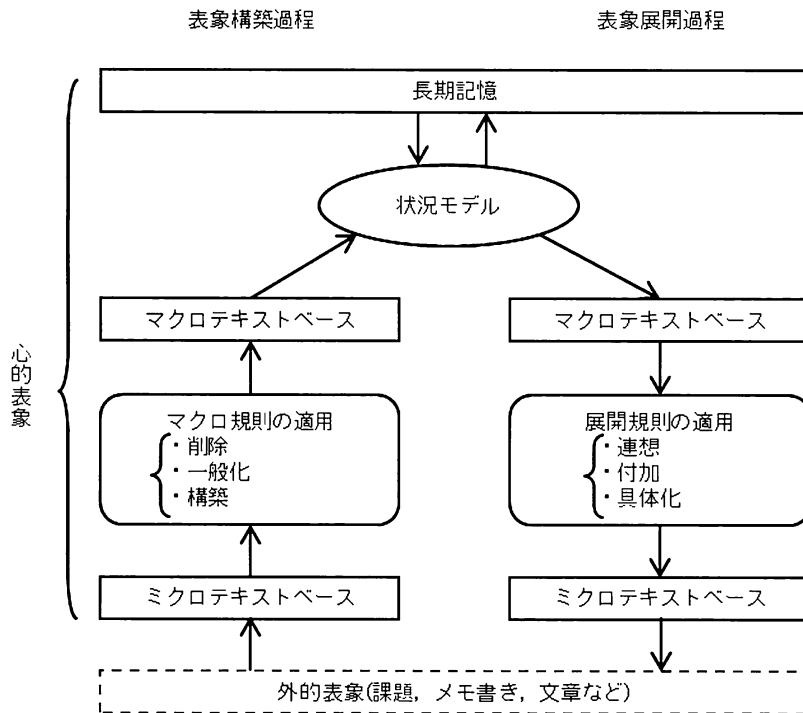 表象構築過程
表象展開過程
長期記憶
状況モデル
マクロテキストベース
マクロテキストベース
心的表象
マクロ規則の適用
・削除
・一般化
・構築
展開規則の適用
・連想
・付加
・具体化
ミクロテキストベース
ミクロテキストベース
外的表象(課題, メモ書き, 文章など)